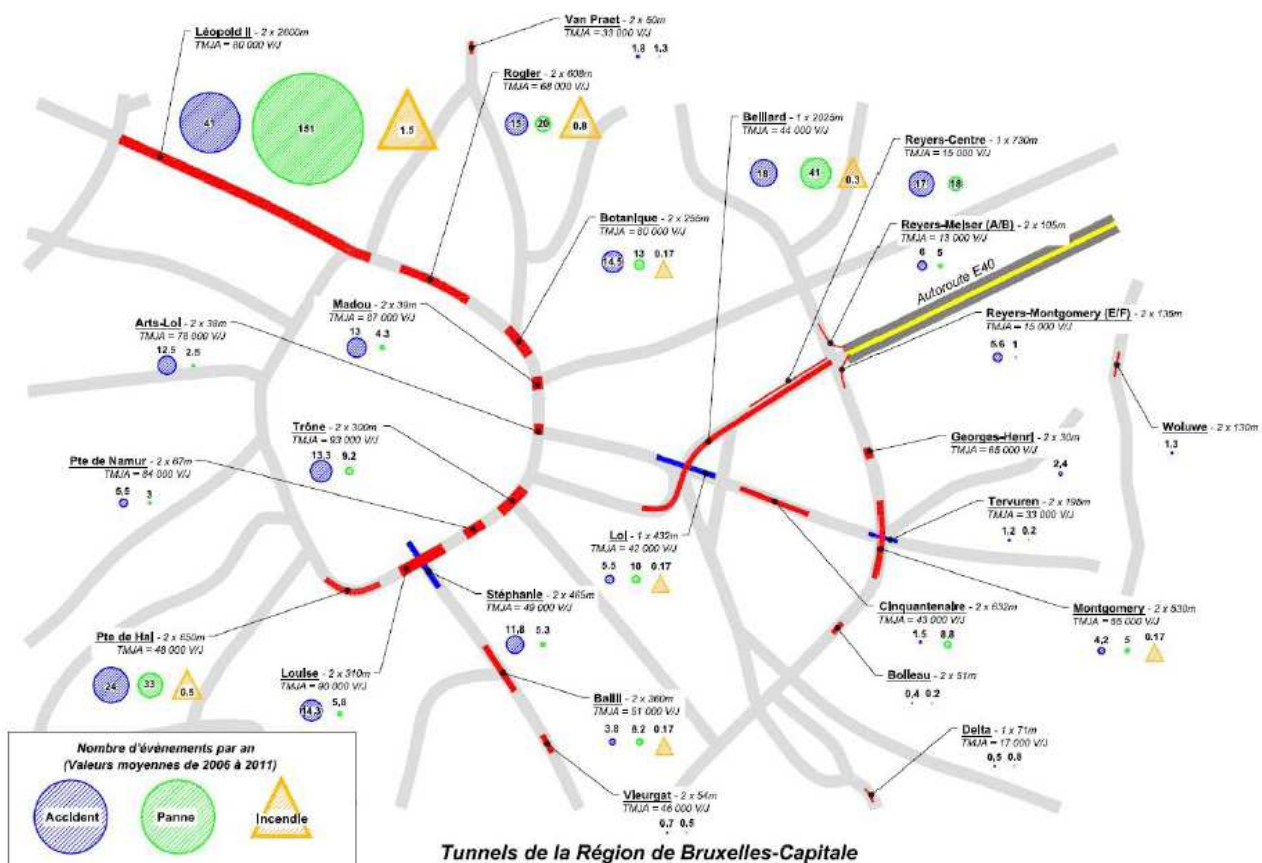 Léopold II - 2 x 2600m
TMJA = 80 000 V/J
41
151
1.5
Van Praet - 2 x 50m
TMJA = 33 000 V/J
1.8 1.3
Rogier - 2 x 608m
TMJA = 68 000 V/J
15
20
0.8
Belliard - 1 x 2025m
TMJA = 44 000 V/J
18
41
0.3
Reyers-Centre - 1 x 730m
TMJA = 15 000 V/J
17
18
Reyers-Meiser (A/B) - 2 x 105m
TMJA = 13 000 V/J
6 5
Autoroute E40
Botanique - 2 x 255m
TMJA = 80 000 V/J
14.5 13 0.17
Madou - 2 x 39m
TMJA = 87 000 V/J
13 4.3
Arts-Loi - 2 x 38m
TMJA = 78 000 V/J
12.5 2.5
Reyers-Montgomery (E/F) - 2 x 135m
TMJA = 15 000 V/J
5.6 1
Woluwe - 2 x 130m
1.3
Trône - 2 x 300m
TMJA = 93 000 V/J
13.3 9.2
Georges-Henri - 2 x 30m
TMJA = 65 000 V/J
2,4
Pte de Namur - 2 x 67m
TMJA = 84 000 V/J
5,5 3
Tervuren - 2 x 195m
TMJA = 33 000 V/J
1,2 0.2
Loi - 1 x 432m
TMJA = 42 000 V/J
5.5 10 0.17
Stéphanie - 2 x 465m
TMJA = 49 000 V/J
11,8 5.3
Cinquantenaire - 2 x 632m
TMJA = 43 000 V/J
1.5 8,8
Montgomery - 2 x 530m
TMJA = 55 000 V/J
4,2 5 0.17
Pte de Hal - 2 x 650m
TMJA = 48 000 V/J
24
33
0.5
Louise - 2 x 310m
TMJA = 90 000 V/J
14.3 5,8
Bailli - 2 x 360m
TMJA = 51 000 V/J
3.8 8.2 0.17
Boileau - 2 x 51m
0,4 0.2
Delta - 1 x 71m
TMJA = 17 000 V/J
0,5 0.8
Vleurgat - 2 x 54m
TMJA = 46 000 V/J
0.7 0.5
Nombre d'évènements par an
(Valeurs moyennes de 2006 à 2011)
Accident
Panne
Incendie
Tunnels de la Région de Bruxelles-Capitale